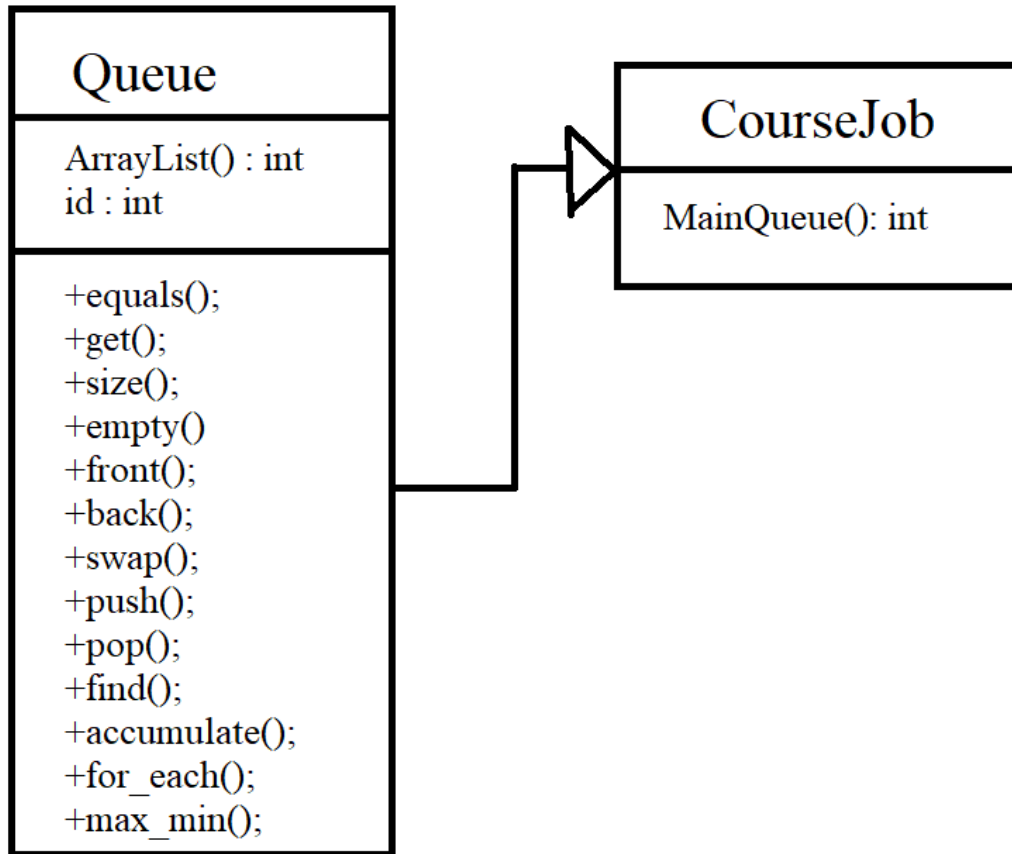 Queue
ArrayList() : int
id : int
+equals();
+get();
+size();
+empty()
+front();
+back();
+swap();
+push();
+pop();
+find();
+accumulate();
+for_each();
+max_min();
CourseJob
MainQueue(): int